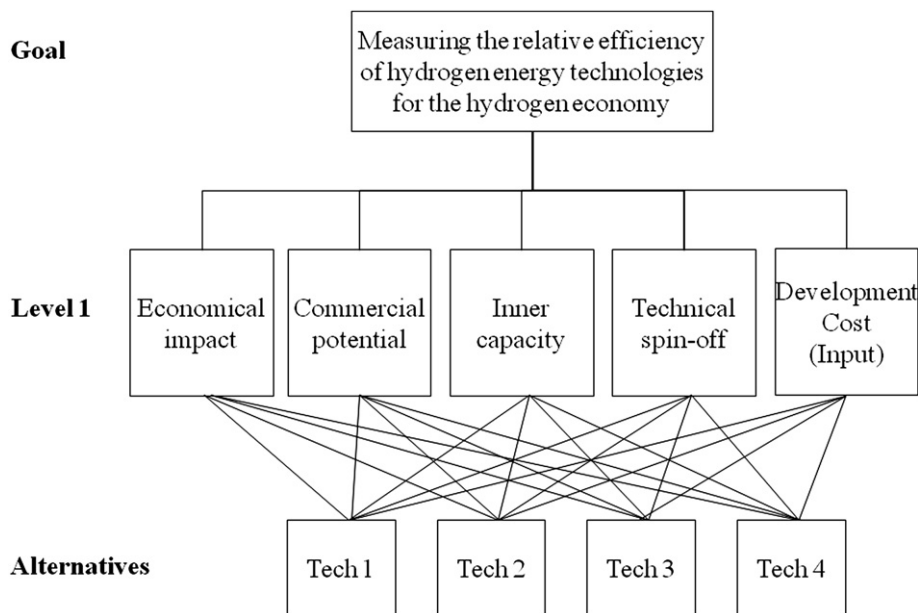 Goal
Measuring the relative efficiency
of hydrogen energy technologies
for the hydrogen economy
Level 1
Economical
impact
Commercial
potential
Inner
capacity
Technical
spin-off
Development
Cost
(Input)
Alternatives
Tech 1
Tech 2
Tech 3
Tech 4